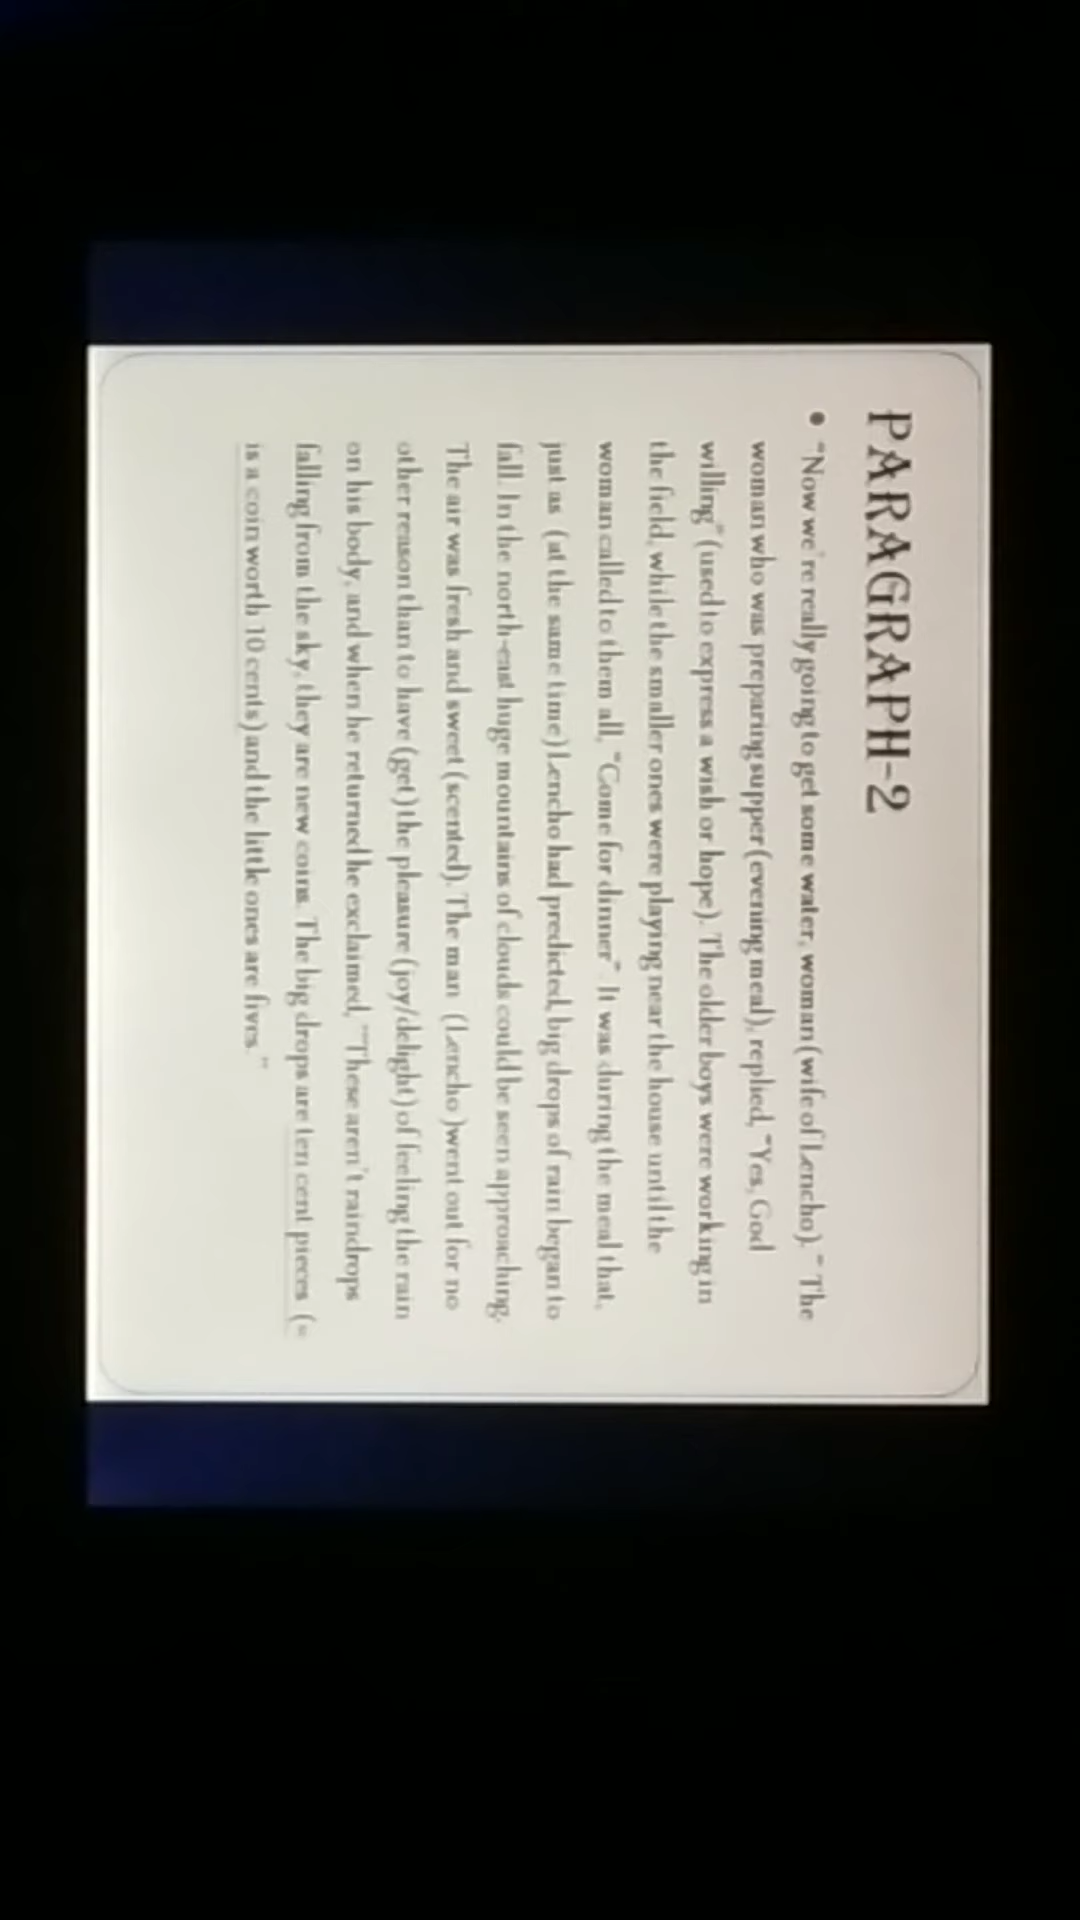 PARAGRAPH-2
• "Now we're really going to get some water, woman (wife of Lencho)." The
woman who was preparing supper (evening meal), replied, "Yes, God
willing" (used to express a wish or hope). The older boys were working in
the field, while the smaller ones were playing near the house until the
woman called to them all, "Come for dinner". It was during the meal that,
just as (at the same time) Lencho had predicted, big drops of rain began to
fall. In the north-east huge mountains of clouds could be seen approaching.
The air was fresh and sweet (scented). The man (Lencho )went out for no
other reason than to have (get) the pleasure (joy/delight) of feeling the rain
on his body, and when he returned he exclaimed, "These aren't raindrops
falling from the sky, they are new coins. The big drops are ten cent pieces (
is a coin worth 10 cents) and the little ones are fives."